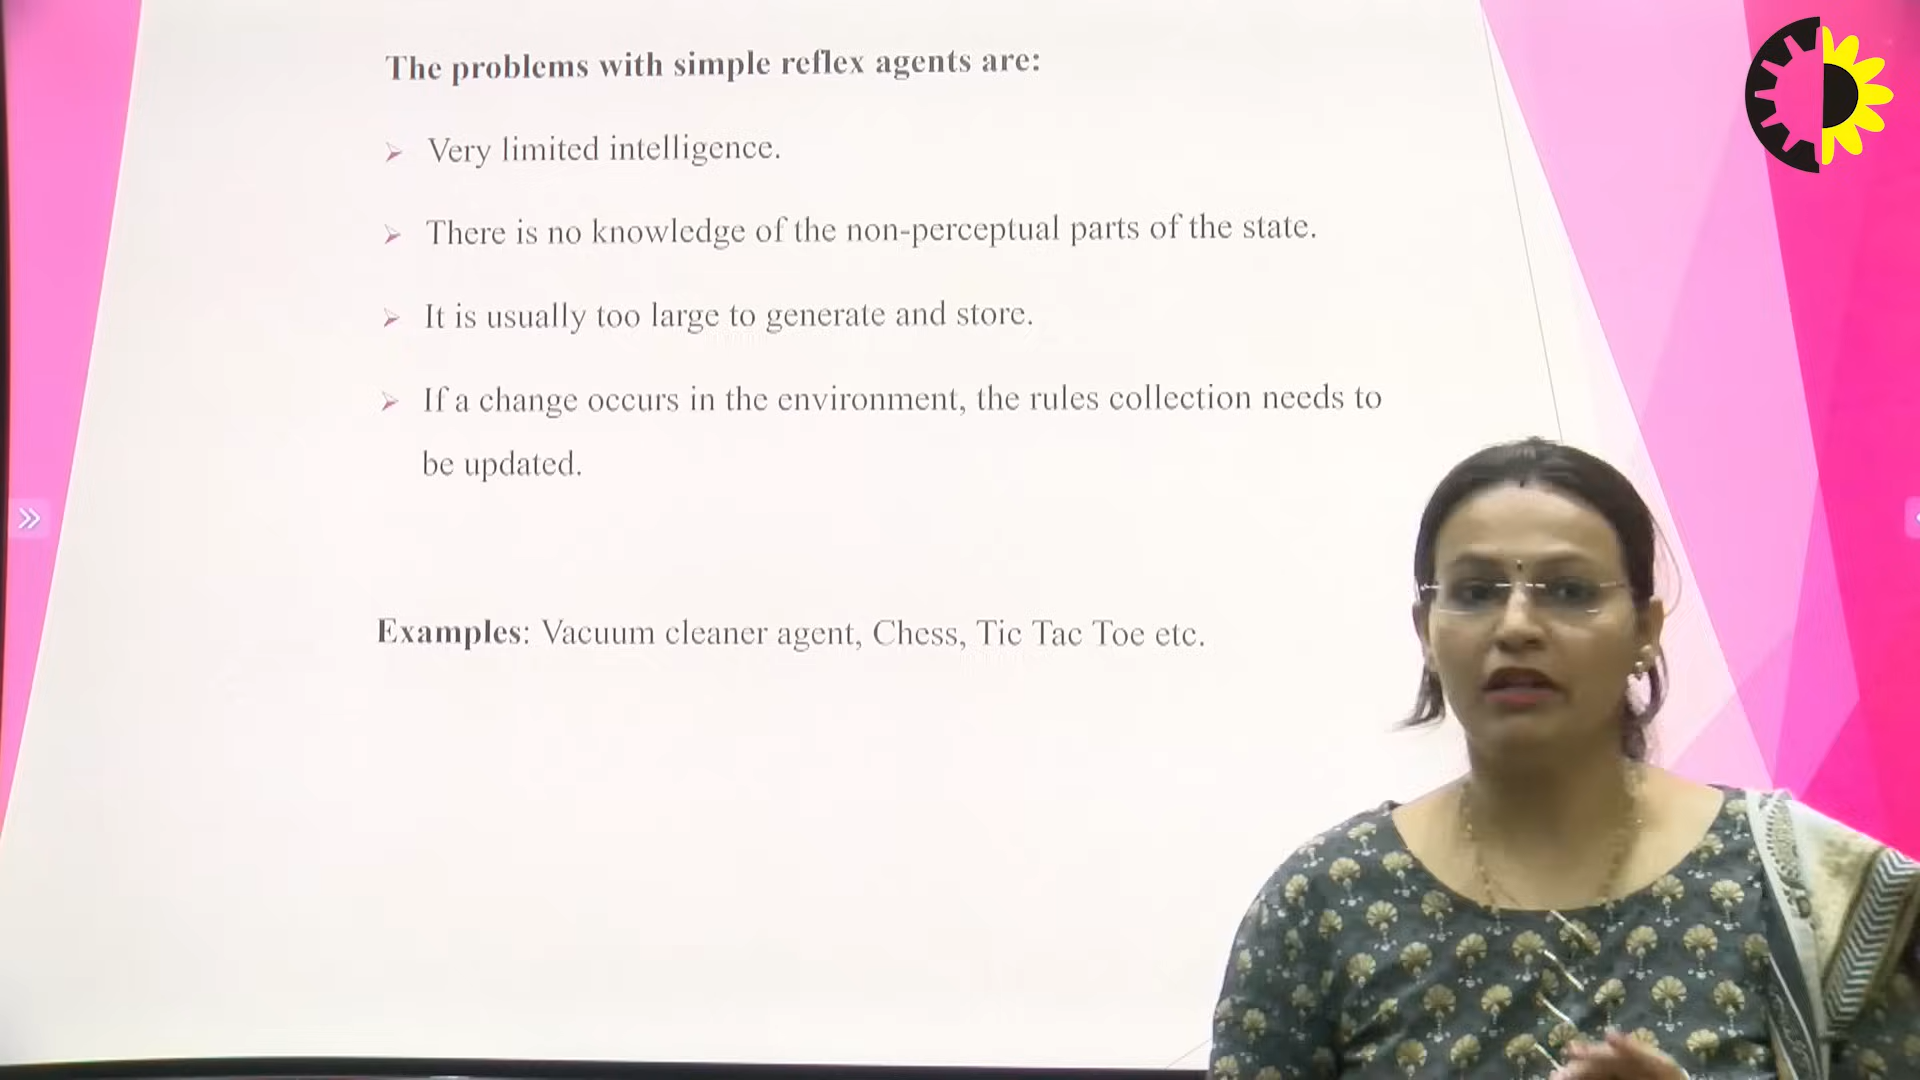 The problems with simple reflex agents are:
Very limited intelligence.
There is no knowledge of the non-perceptual parts of the state.
It is usually too large to generate and store.
If a change occurs in the environment, the rules collection needs to
be updated.
Examples: Vacuum cleaner agent, Chess, Tic Tac Toe etc.